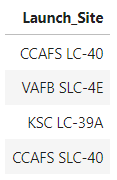 Launch_Site
CCAFS LC-40
VAFB SLC-4E
KSC LC-39A
CCAFS SLC-40